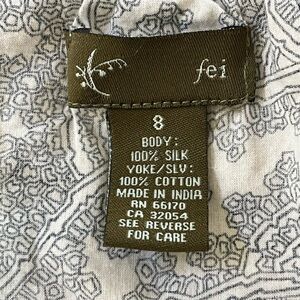 fei
8
BODY:
100% SILK
YOKE/SLV:
100% COTTON
MADE IN INDIA
RN 66170
CA 32054
SEE REVERSE
FOR CARE